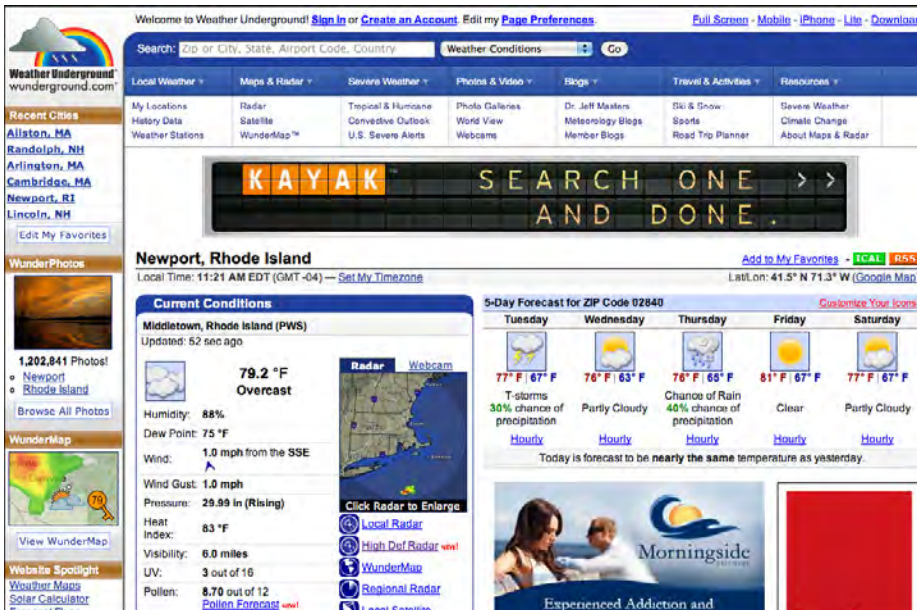 Welcome to Weather Underground! Sign In or Create an Account. Edit my Page Preferences.
Full Screen - Mobile - iPhone - Lite - Download
Weather Underground
wunderground.com
Search: Zip or City, State, Airport Code, Country
Weather Conditions
Go
Local Weather Maps & Radar Severe Weather Photos & Video Blogs Travel & Activities Resources
My Locations Radar Tropical & Hurricane Photo Galleries Dr. Jeff Masters Ski & Snow Severe Weather
History Data Satellite Convective Outlook World View Meteorology Blogs Sports Climate Change
Weather Stations WunderMap™ U.S. Severe Alerts Webcams Member Blogs Road Trip Planner About Maps & Radar
Recent Cities
Allston, MA
Randolph, NH
Arlington, MA
Cambridge, MA
Newport, RI
Lincoln, NH
Edit My Favorites
KAYAK SEARCH ONE >>
AND DONE.
WunderPhotos
1,202,841 Photos!
Newport
Rhode Island
Browse All Photos
WunderMap
79
View WunderMap
Website Spotlight
Weather Maps
Solar Calculator
Newport, Rhode Island
Add to My Favorites - ICAL RSS
Local Time: 11:21 AM EDT (GMT -04) — Set My Timezone
Lat/Lon: 41.5° N 71.3° W (Google Map
Current Conditions
Middletown, Rhode Island (PWS)
Updated: 52 sec ago
79.2 °F
Overcast
Humidity: 88%
Dew Point: 75 °F
Wind: 1.0 mph from the SSE
Wind Gust: 1.0 mph
Pressure: 29.99 in (Rising)
Heat Index: 83 °F
Visibility: 6.0 miles
UV: 3 out of 16
Pollen: 8.70 out of 12
Pollen Forecast new!
Radar Webcam
Click Radar to Enlarge
Local Radar
High Def Radar new!
WunderMap
Regional Radar
Local Satellite
5-Day Forecast for ZIP Code 02840
Customize Your Icons
Tuesday Wednesday Thursday Friday Saturday
77° F | 67° F 76° F | 63° F 76° F | 65° F 81° F | 67° F 77° F | 67° F
T-storms
30% chance of
precipitation
Partly Cloudy
Chance of Rain
40% chance of
precipitation
Clear
Partly Cloudy
Hourly Hourly Hourly Hourly Hourly
Today is forecast to be nearly the same temperature as yesterday.
Morningside
Experienced Addiction and